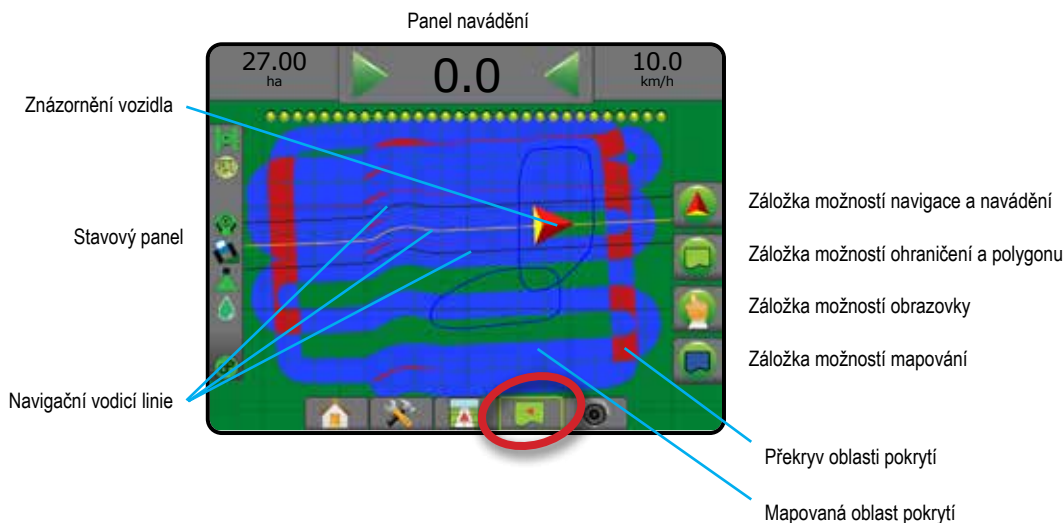 Panel navádění
27.00
ha
0.0
10.0
km/h
Znázornění vozidla
Stavový panel
Navigační vodicí linie
Záložka možností navigace a navádění
Záložka možností ohraničení a polygonu
Záložka možností obrazovky
Záložka možností mapování
Překryv oblasti pokrytí
Mapovaná oblast pokrytí